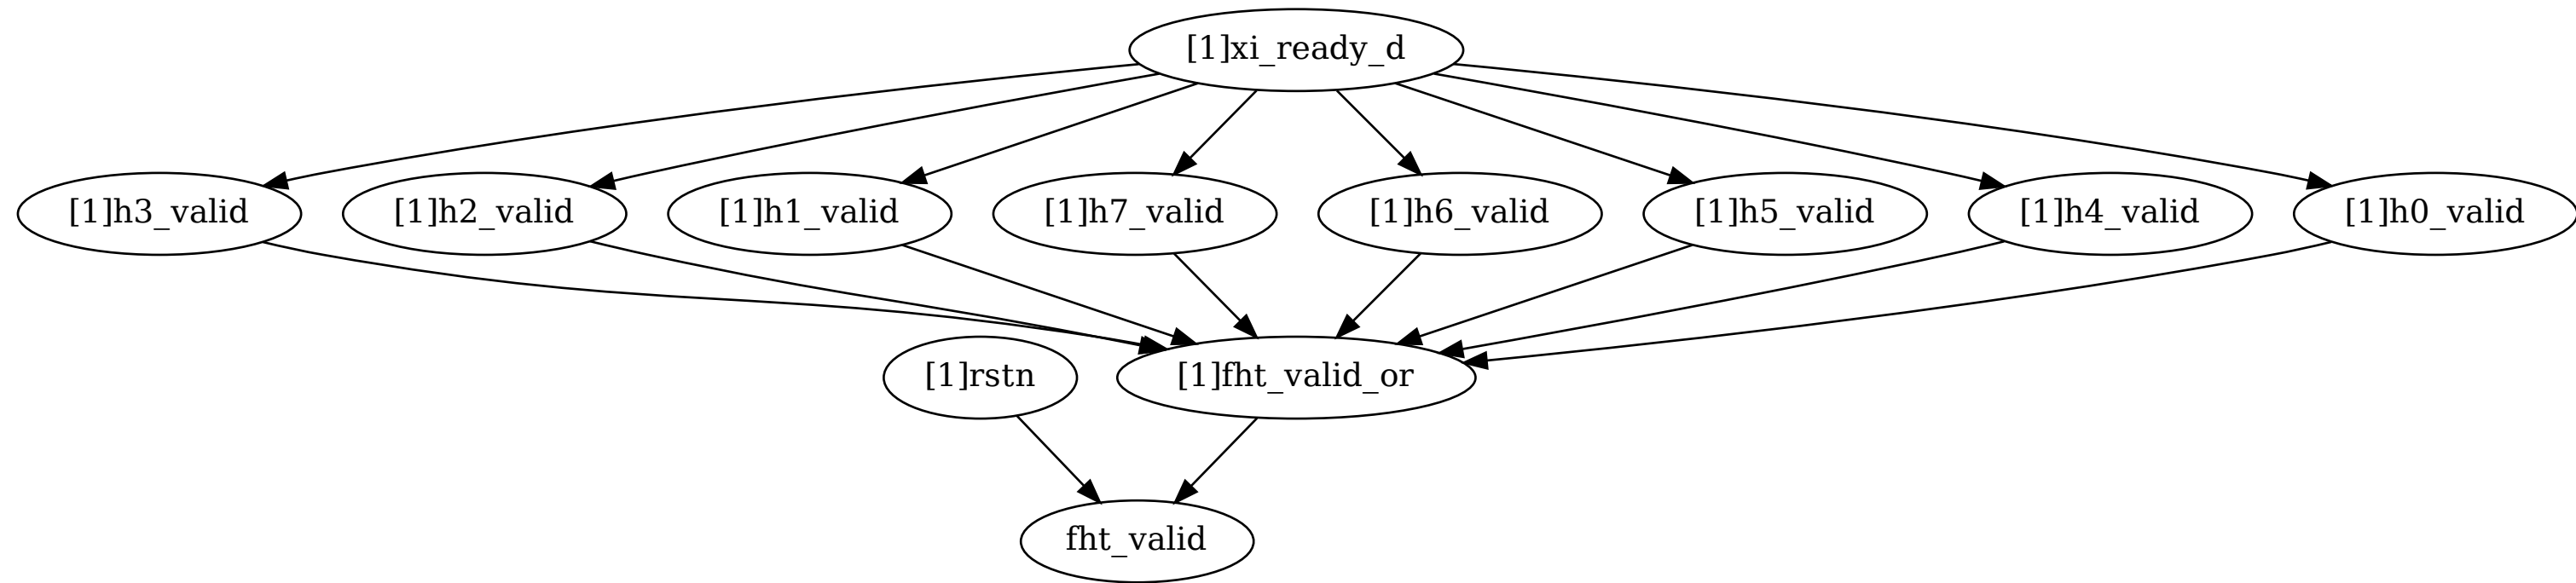 [1]xi_ready_d
[1]h3_valid
[1]h2_valid
[1]h1_valid
[1]h7_valid
[1]h6_valid
[1]h5_valid
[1]h4_valid
[1]h0_valid
[1]rstn
[1]fht_valid_or
fht_valid